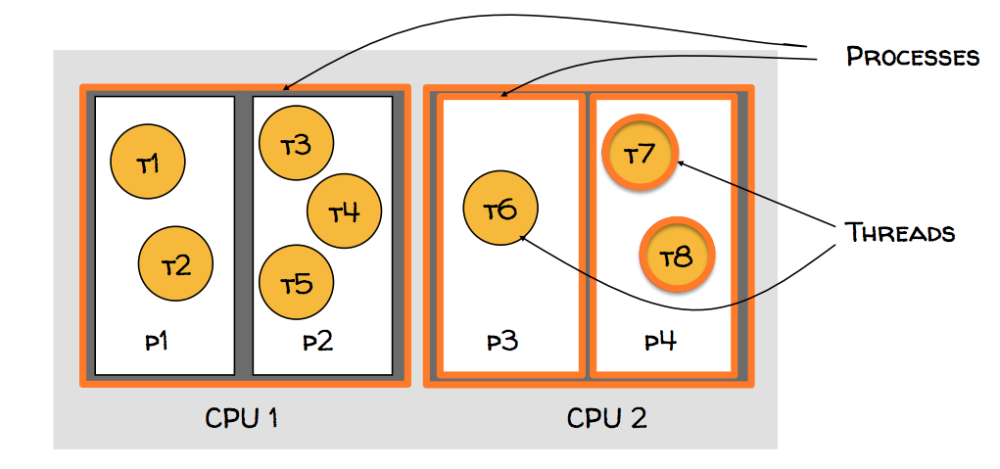 Processes
T1
T3
T7
T4
T6
Threads
T2
T8
T5
P1
P2
P3
P4
CPU 1
CPU 2